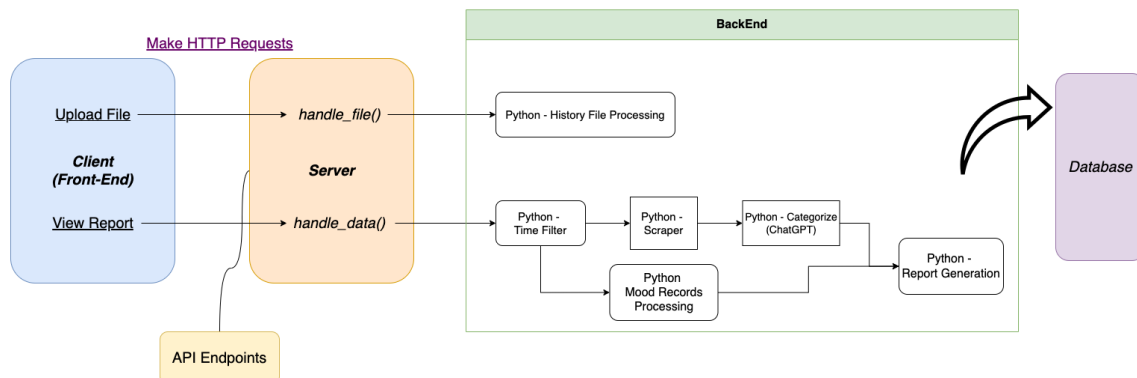 BackEnd
Make HTTP Requests
Upload File
handle_file()
Python - History File Processing
Client
(Front-End)
Server
Database
View Report
handle_data()
Python -
Time Filter
Python -
Scraper
Python - Categorize
(ChatGPT)
Python
Mood Records
Processing
Python -
Report Generation
API Endpoints